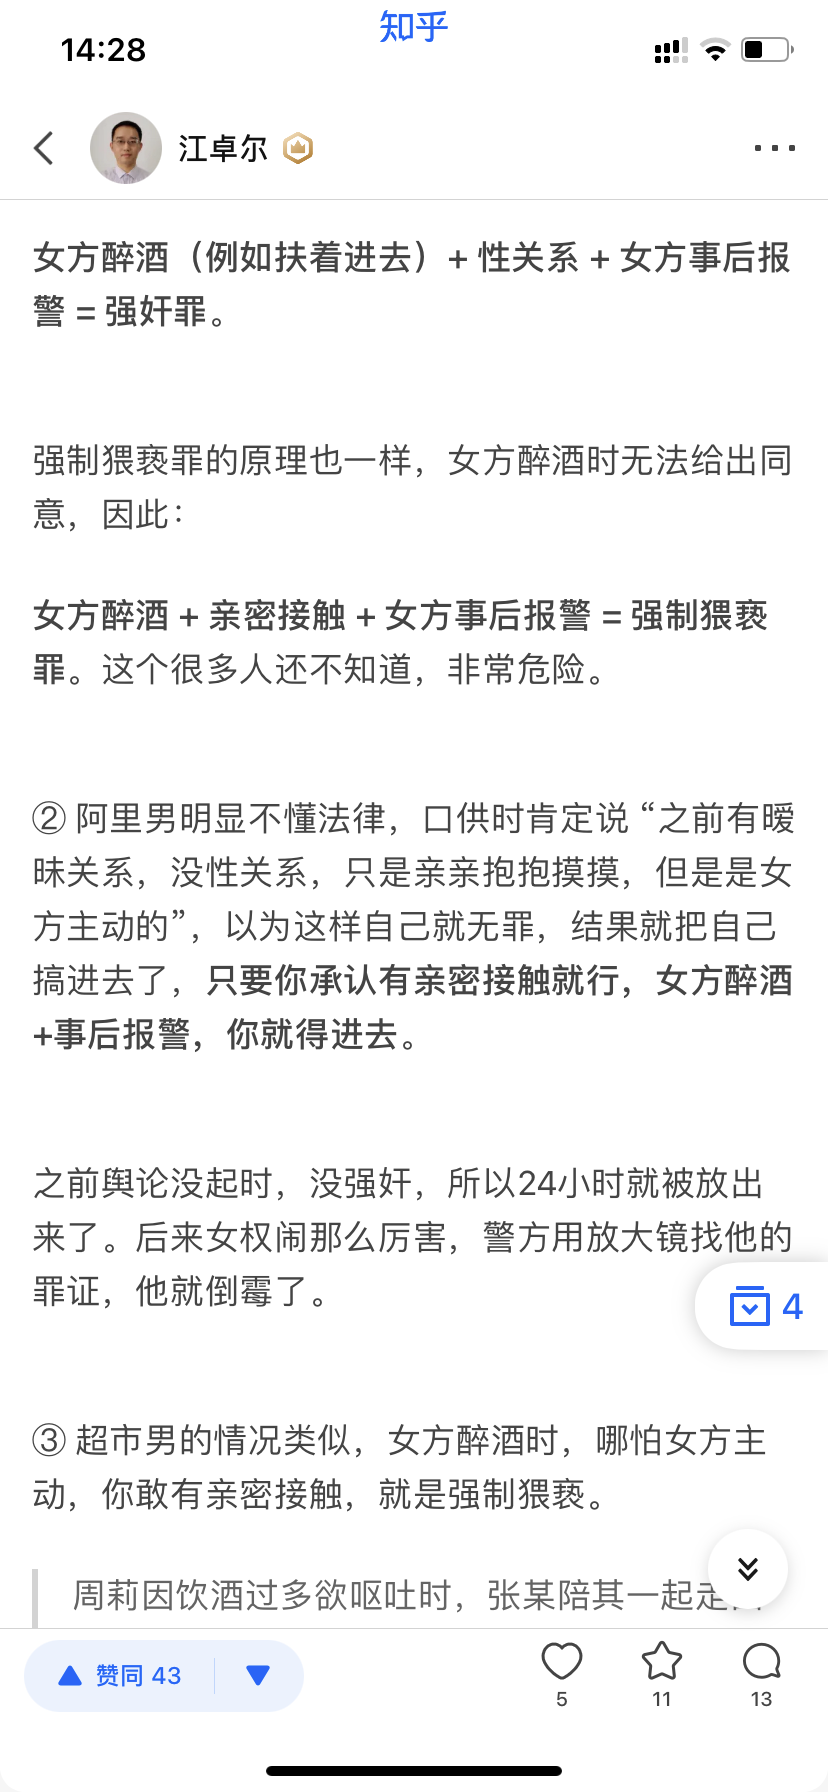 知乎
14:28
江卓尔
女方醉酒（例如扶着进去）+ 性关系 + 女方事后报
警 = 强奸罪。
强制猥亵罪的原理也一样，女方醉酒时无法给出同
意，因此：
女方醉酒 + 亲密接触 + 女方事后报警 = 强制猥亵
罪。这个很多人还不知道，非常危险。
② 阿里男明显不懂法律，口供时肯定说 “之前有暧
昧关系，没性关系，只是亲亲抱抱摸摸，但是是女
方主动的”，以为这样自己就无罪，结果就把自己
搞进去了，只要你承认有亲密接触就行，女方醉酒
+事后报警，你就得进去。
之前舆论没起时，没强奸，所以24小时就被放出
来了。后来女权闹那么厉害，警方用放大镜找他的
罪证，他就倒霉了。
4
③ 超市男的情况类似，女方醉酒时，哪怕女方主
动，你敢有亲密接触，就是强制猥亵。
周莉因饮酒过多欲呕吐时，张某陪其一起走
赞同 43
5
11
13